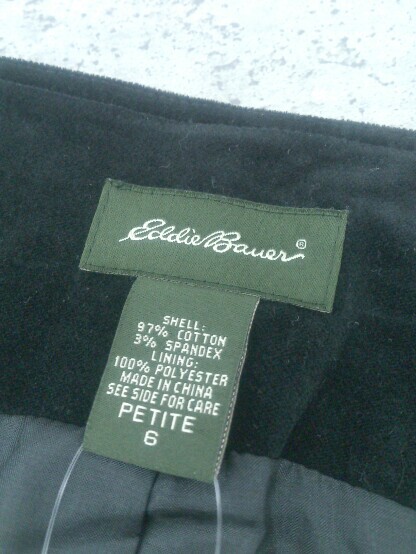 Eddie Bauer®
SHELL:
97% COTTON
3% SPANDEX
LINING:
100% POLYESTER
MADE IN CHINA
SEE SIDE FOR CARE
PETITE
6